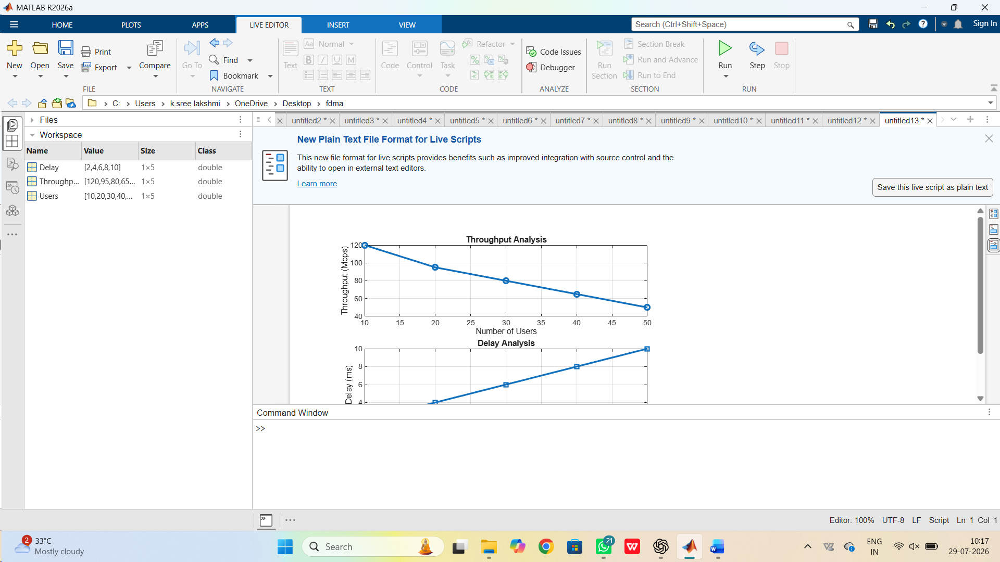 MATLAB R2026a
HOME PLOTS APPS LIVE EDITOR INSERT VIEW Search (Ctrl+Shift+Space) Sign In
New Open Save Print Export Compare Go To Find Bookmark Text Aa Normal B I U M Code Control Task Refactor Code Issues Debugger Run Section Section Break Run and Advance Run to End Run Step Stop
FILE NAVIGATE TEXT CODE ANALYZE SECTION RUN
C: Users k.sree lakshmi OneDrive Desktop fdma
Files
untitled2 * untitled3 * untitled4 * untitled5 * untitled6 * untitled7 * untitled8 * untitled9 * untitled10 * untitled11 * untitled12 * untitled13 *
Workspace
Name Value Size Class
Delay [2,4,6,8,10] 1×5 double
Throughp... [120,95,80,65... 1×5 double
Users [10,20,30,40,... 1×5 double
New Plain Text File Format for Live Scripts
This new file format for live scripts provides benefits such as improved integration with source control and the
ability to open in external text editors.
Learn more
Save this live script as plain text
Throughput Analysis
Throughput (Mbps)
120
100
80
60
40
10 15 20 25 30 35 40 45 50
Number of Users
Delay Analysis
Delay (ms)
10
8
6
4
Command Window
>>
Editor: 100% UTF-8 LF Script Ln 1 Col 1
2
33°C
Mostly cloudy
Search
21
ENG
IN
10:17
29-07-2026